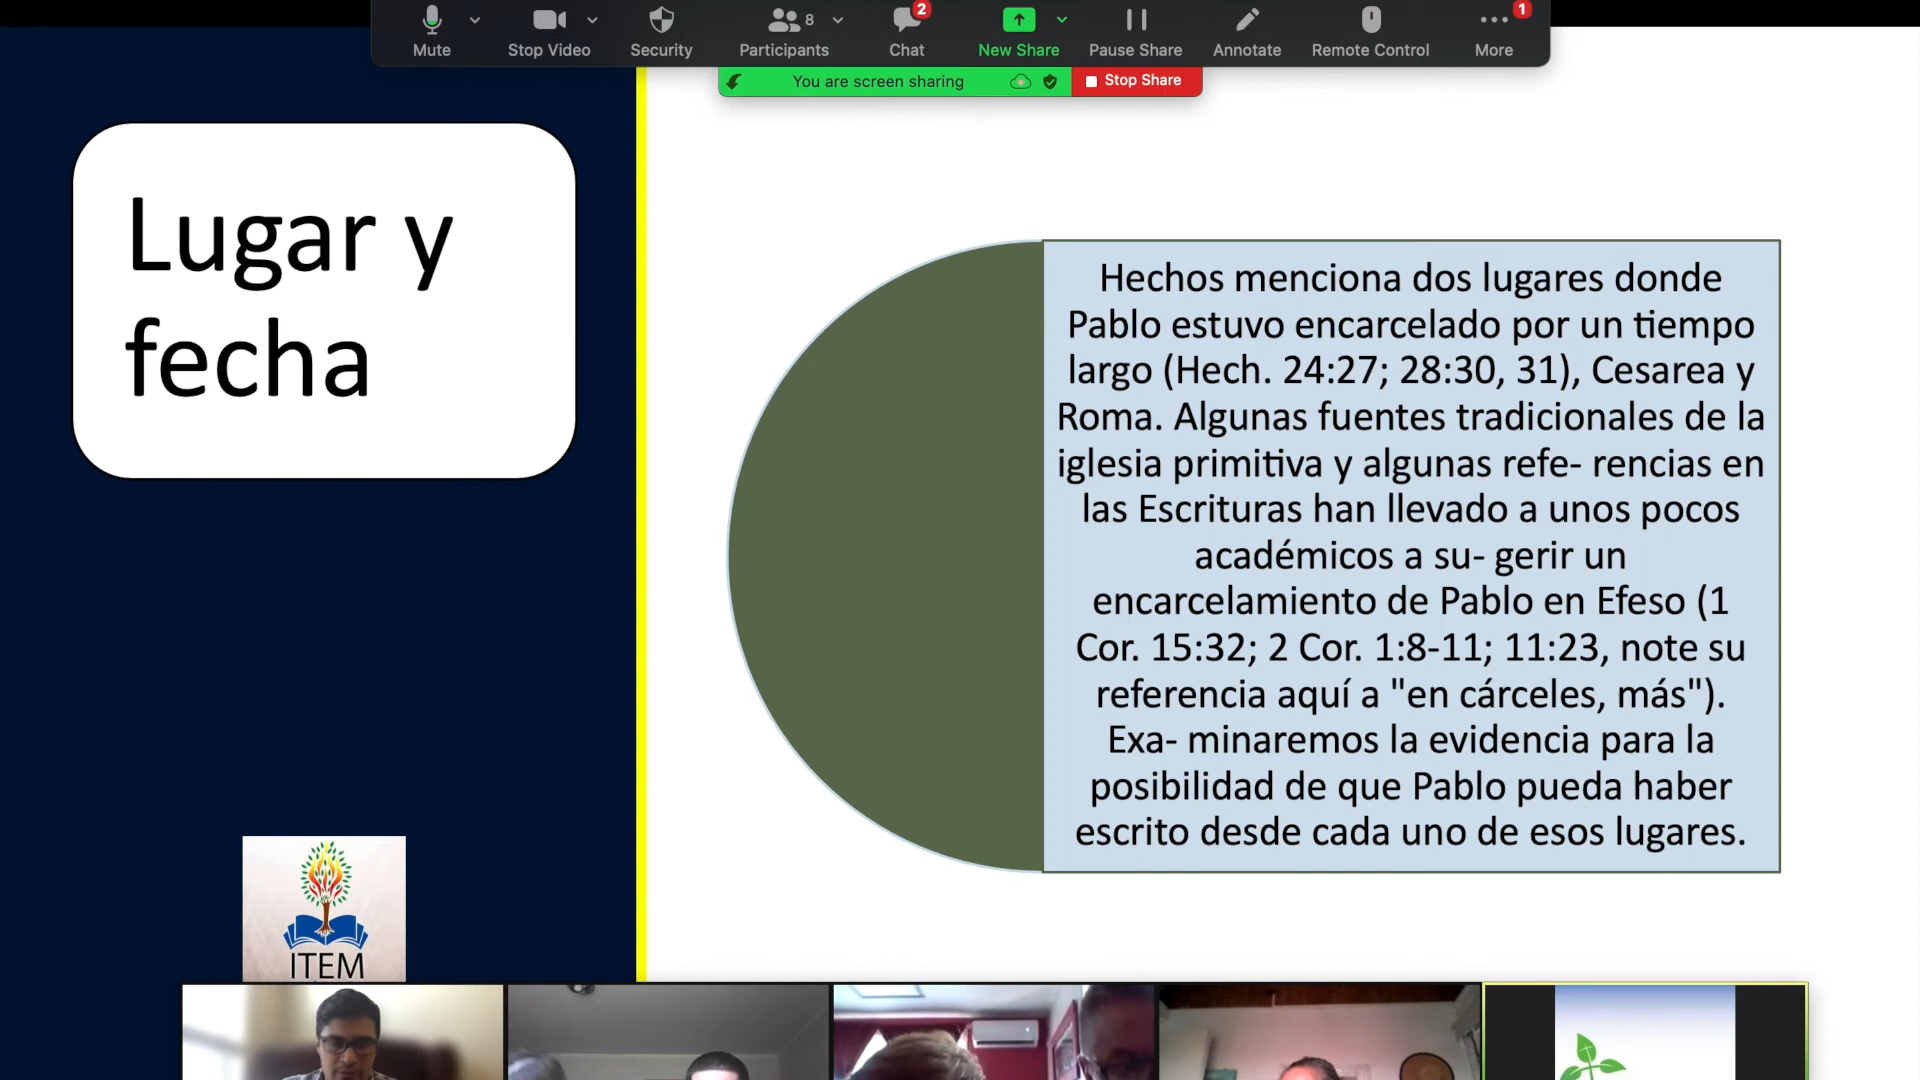 Mute
Stop Video
Security
8
Participants
2
Chat
New Share
Pause Share
Annotate
Remote Control
1
More
You are screen sharing
Stop Share
Lugar y
fecha
Hechos menciona dos lugares donde
Pablo estuvo encarcelado por un tiempo
largo (Hech. 24:27; 28:30, 31), Cesarea y
Roma. Algunas fuentes tradicionales de la
iglesia primitiva y algunas refe- rencias en
las Escrituras han llevado a unos pocos
académicos a su- gerir un
encarcelamiento de Pablo en Efeso (1
Cor. 15:32; 2 Cor. 1:8-11; 11:23, note su
referencia aquí a "en cárceles, más").
Exa- minaremos la evidencia para la
posibilidad de que Pablo pueda haber
escrito desde cada uno de esos lugares.
ITEM